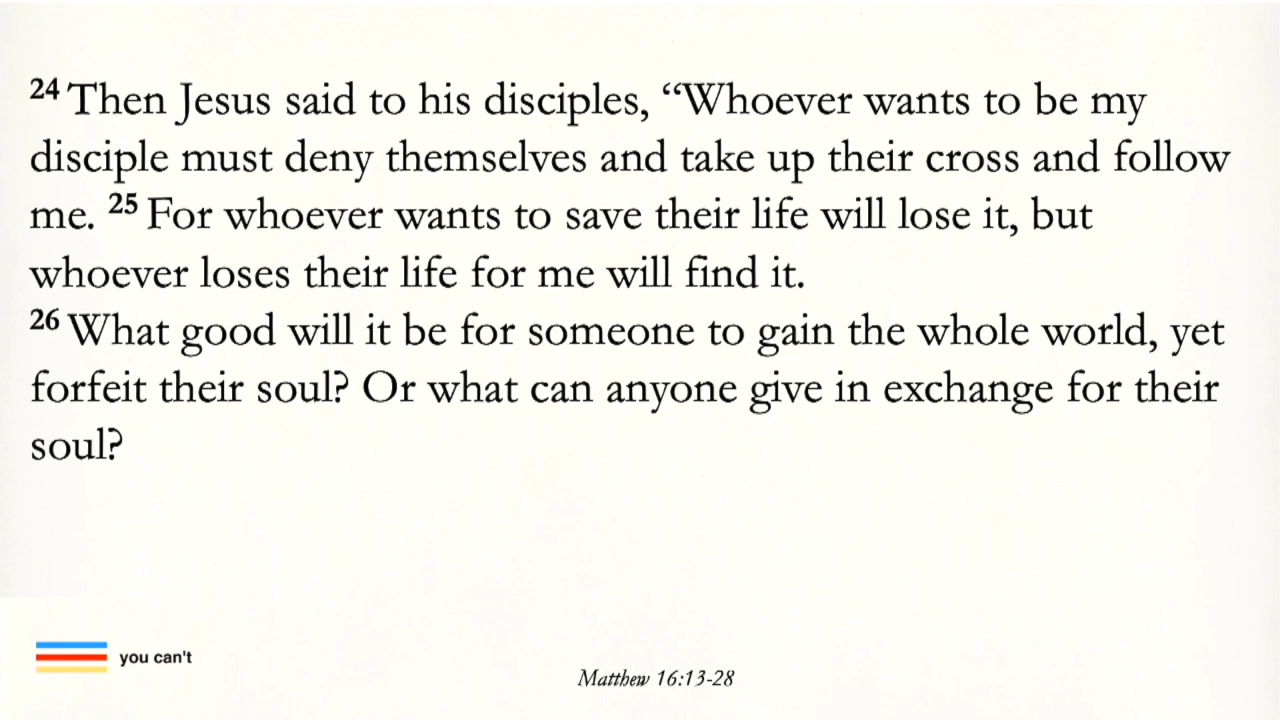 24 Then Jesus said to his disciples, “Whoever wants to be my
disciple must deny themselves and take up their cross and follow
me. 25 For whoever wants to save their life will lose it, but
whoever loses their life for me will find it.
26 What good will it be for someone to gain the whole world, yet
forfeit their soul? Or what can anyone give in exchange for their
soul?
you can't
Matthew 16:13-28